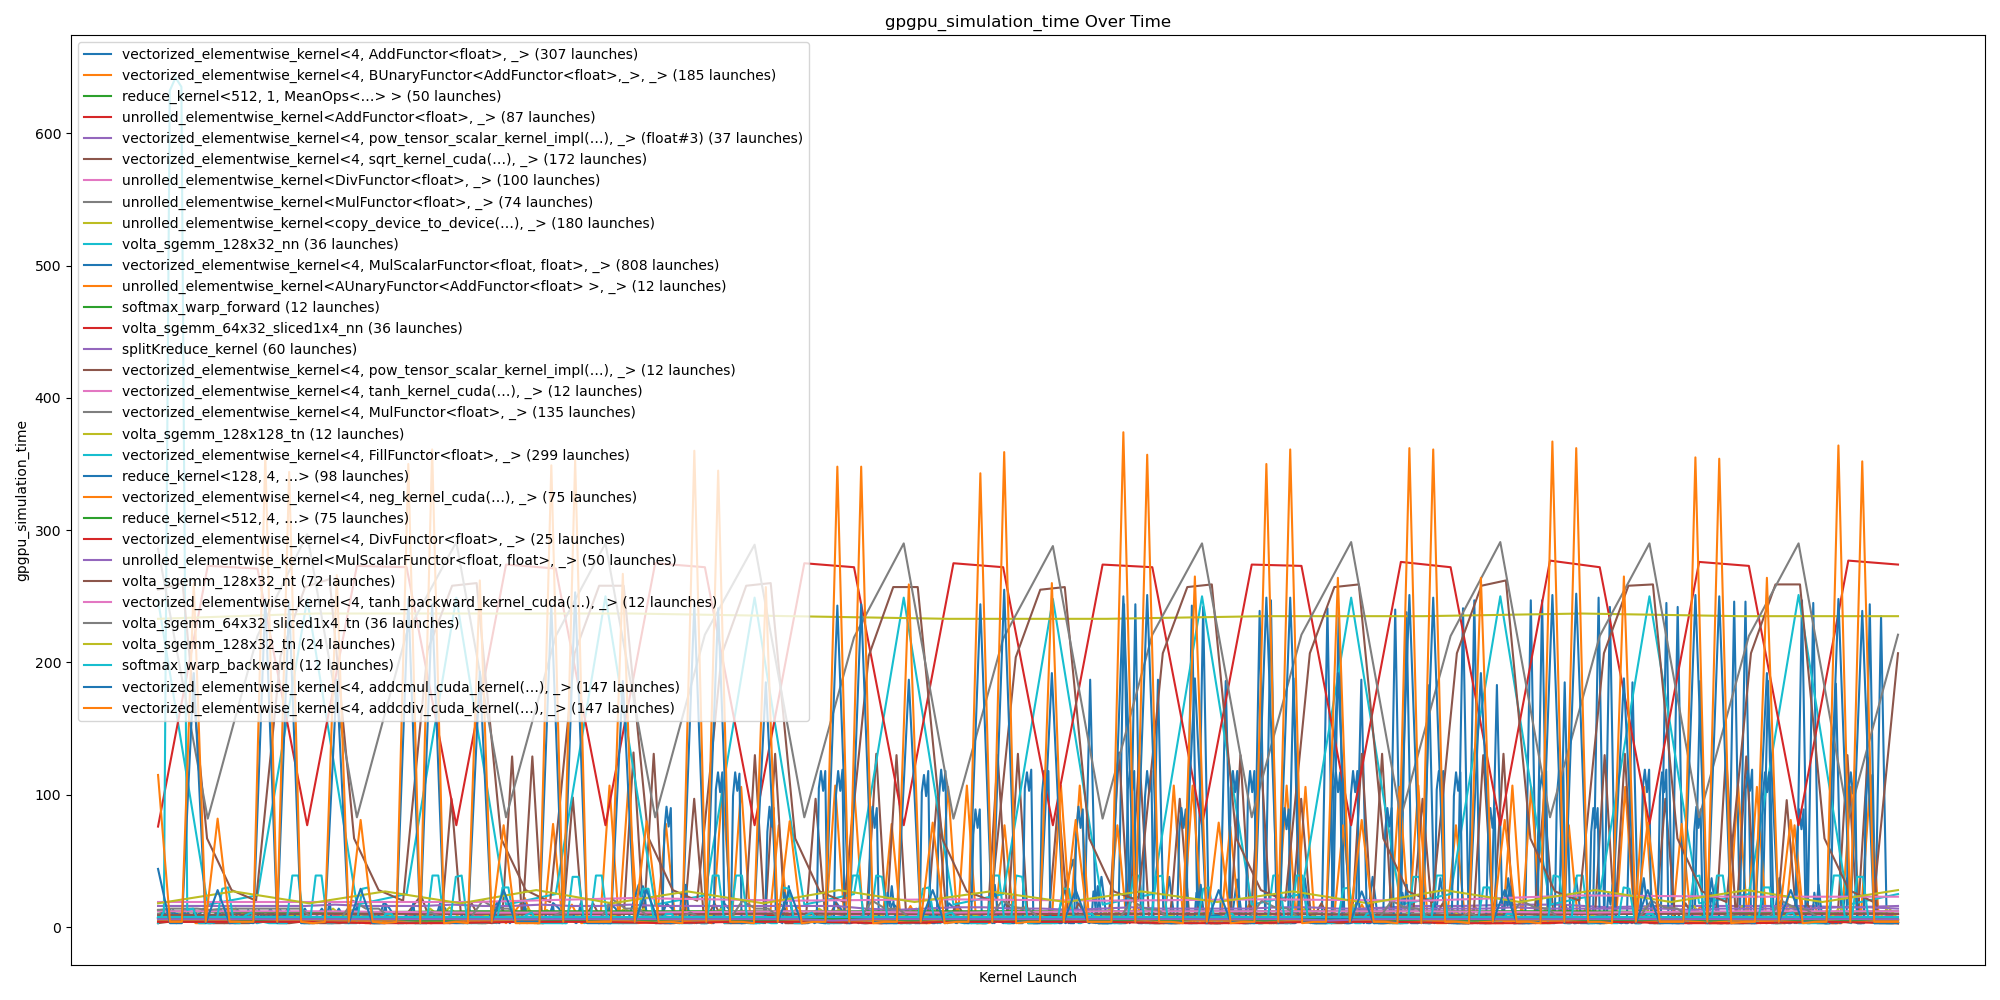 gpgpu_simulation_time Over Time
vectorized_elementwise_kernel<4, AddFunctor<float>, _> (307 launches)
vectorized_elementwise_kernel<4, BUnaryFunctor<AddFunctor<float>,_>, _> (185 launches)
reduce_kernel<512, 1, MeanOps<...> > (50 launches)
unrolled_elementwise_kernel<AddFunctor<float>, _> (87 launches)
vectorized_elementwise_kernel<4, pow_tensor_scalar_kernel_impl(...), _> (float#3) (37 launches)
vectorized_elementwise_kernel<4, sqrt_kernel_cuda(...), _> (172 launches)
unrolled_elementwise_kernel<DivFunctor<float>, _> (100 launches)
unrolled_elementwise_kernel<MulFunctor<float>, _> (74 launches)
unrolled_elementwise_kernel<copy_device_to_device(...), _> (180 launches)
volta_sgemm_128x32_nn (36 launches)
vectorized_elementwise_kernel<4, MulScalarFunctor<float, float>, _> (808 launches)
unrolled_elementwise_kernel<AUnaryFunctor<AddFunctor<float> >, _> (12 launches)
softmax_warp_forward (12 launches)
volta_sgemm_64x32_sliced1x4_nn (36 launches)
splitKreduce_kernel (60 launches)
vectorized_elementwise_kernel<4, pow_tensor_scalar_kernel_impl(...), _> (12 launches)
vectorized_elementwise_kernel<4, tanh_kernel_cuda(...), _> (12 launches)
vectorized_elementwise_kernel<4, MulFunctor<float>, _> (135 launches)
volta_sgemm_128x128_tn (12 launches)
vectorized_elementwise_kernel<4, FillFunctor<float>, _> (299 launches)
reduce_kernel<128, 4, ...> (98 launches)
vectorized_elementwise_kernel<4, neg_kernel_cuda(...), _> (75 launches)
reduce_kernel<512, 4, ...> (75 launches)
vectorized_elementwise_kernel<4, DivFunctor<float>, _> (25 launches)
unrolled_elementwise_kernel<MulScalarFunctor<float, float>, _> (50 launches)
volta_sgemm_128x32_nt (72 launches)
vectorized_elementwise_kernel<4, tanh_backward_kernel_cuda(...), _> (12 launches)
volta_sgemm_64x32_sliced1x4_tn (36 launches)
volta_sgemm_128x32_tn (24 launches)
softmax_warp_backward (12 launches)
vectorized_elementwise_kernel<4, addcmul_cuda_kernel(...), _> (147 launches)
vectorized_elementwise_kernel<4, addcdiv_cuda_kernel(...), _> (147 launches)
gpgpu_simulation_time
600
500
400
300
200
100
0
Kernel Launch